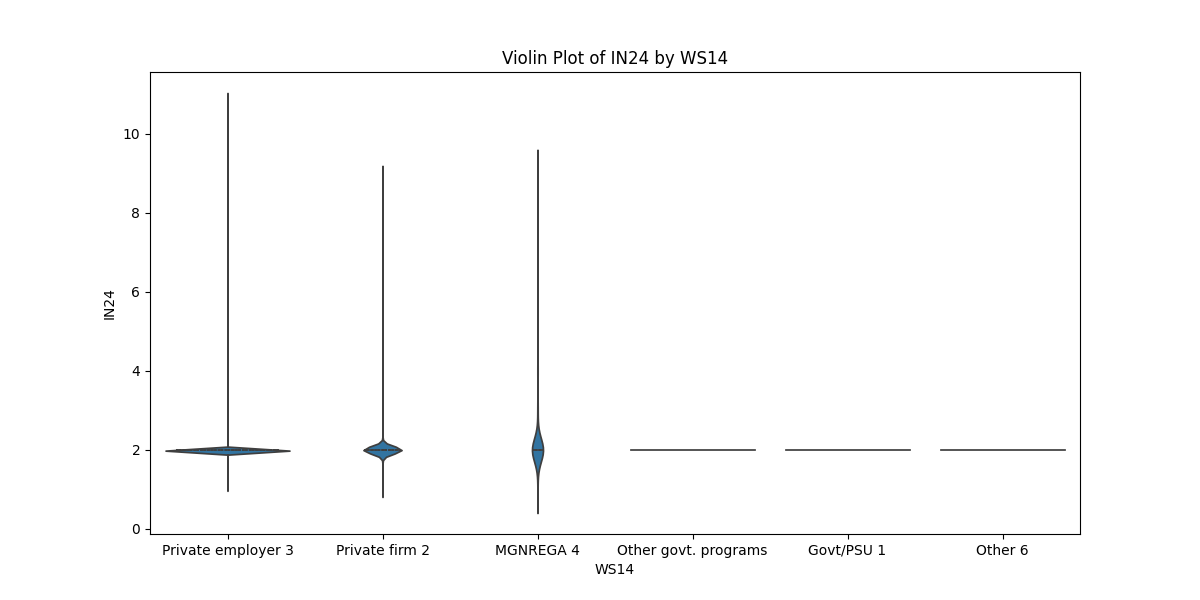 Violin Plot of IN24 by WS14
10
8
6
4
2
0
IN24
Private employer 3 Private firm 2 MGNREGA 4 Other govt. programs Govt/PSU 1 Other 6
WS14